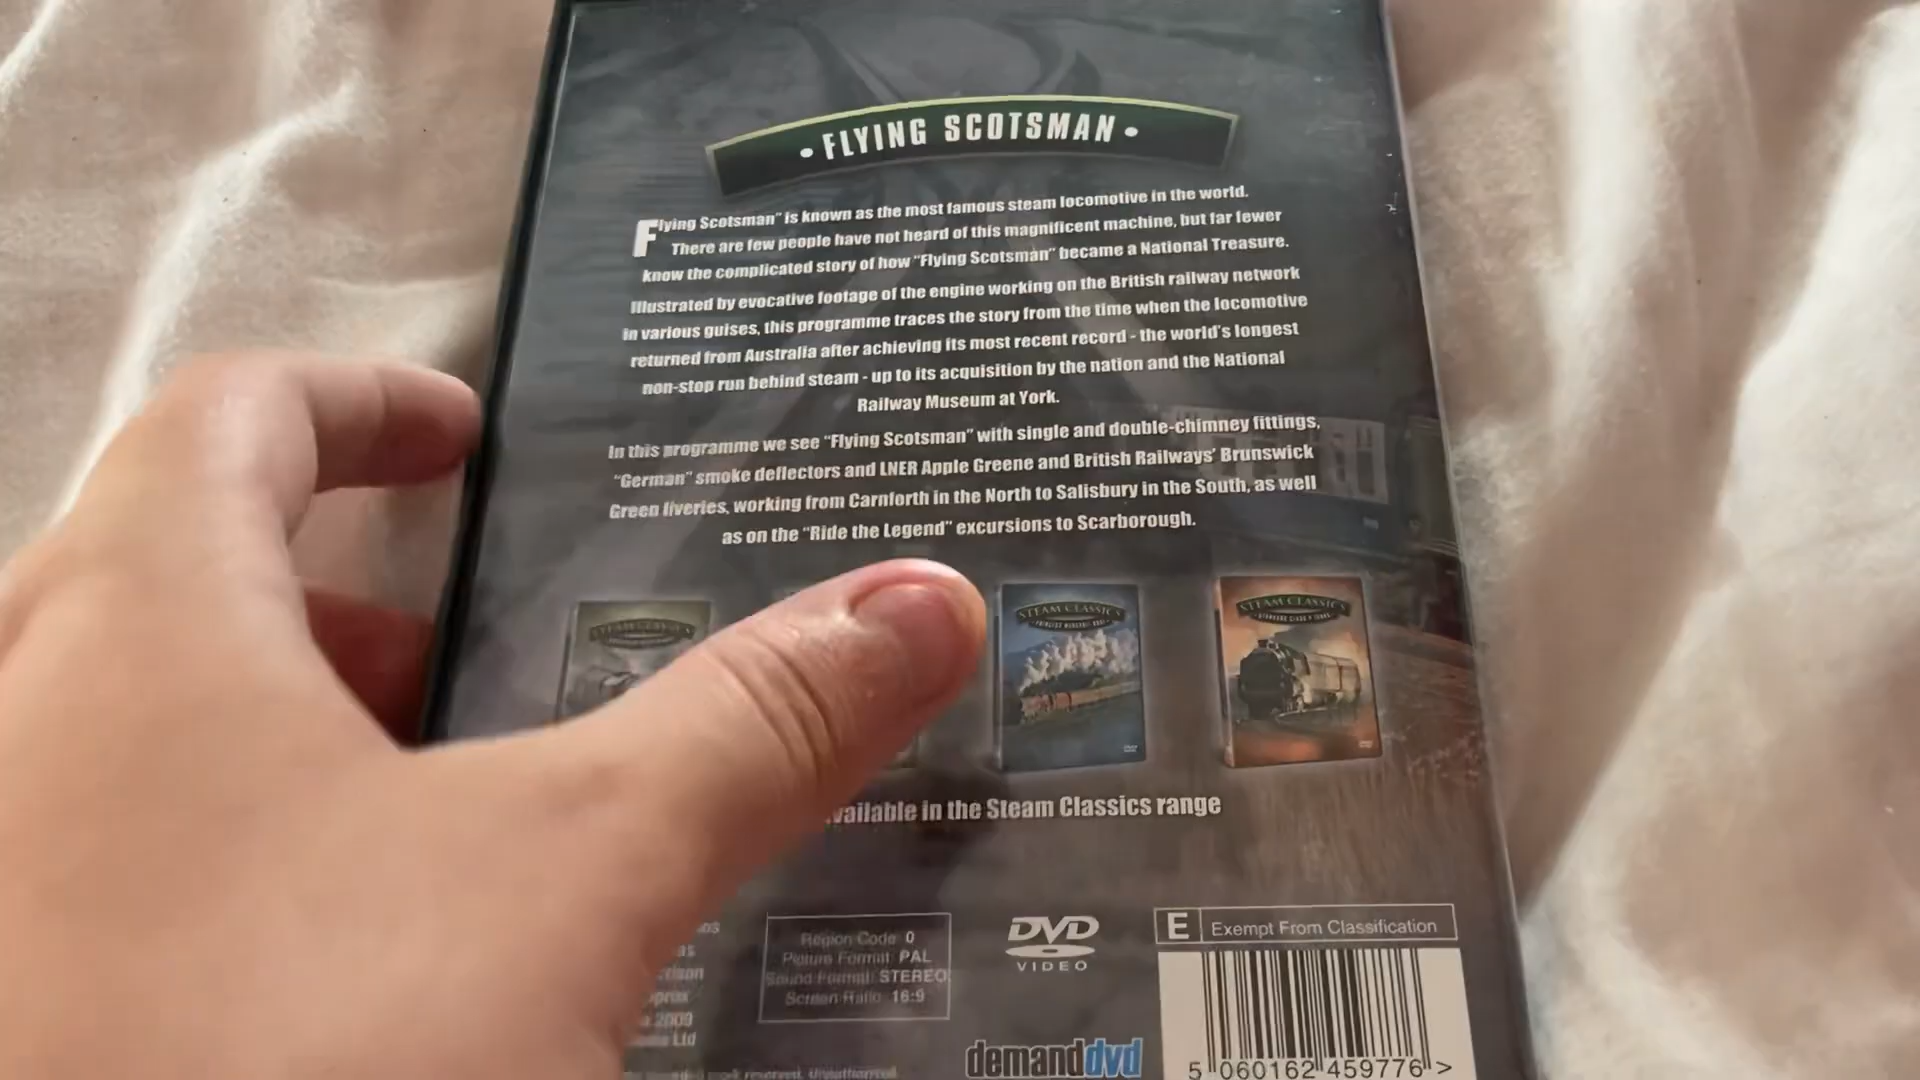 • FLYING SCOTSMAN •
Flying Scotsman" is known as the most famous steam locomotive in the world.
There are few people have not heard of this magnificent machine, but far fewer
know the complicated story of how "Flying Scotsman" became a National Treasure.
Illustrated by evocative footage of the engine working on the British railway network
in various guises, this programme traces the story from the time when the locomotive
returned from Australia after achieving its most recent record - the world's longest
non-stop run behind steam - up to its acquisition by the nation and the National
Railway Museum at York.
In this programme we see "Flying Scotsman" with single and double-chimney fittings,
"German" smoke deflectors and LNER Apple Greene and British Railways' Brunswick
Green liveries, working from Carnforth in the North to Salisbury in the South, as well
as on the "Ride the Legend" excursions to Scarborough.
STEAM CLASSICS
STEAM CLASSICS
STEAM CLASSICS
DVD
DVD
in the Steam Classics range
2009
Ltd
Region Code 0
Picture Format PAL
Sound Format STEREO
Screen Ratio 16:9
DVD
VIDEO
E Exempt From Classification
demanddvd
5 060162 459776 >